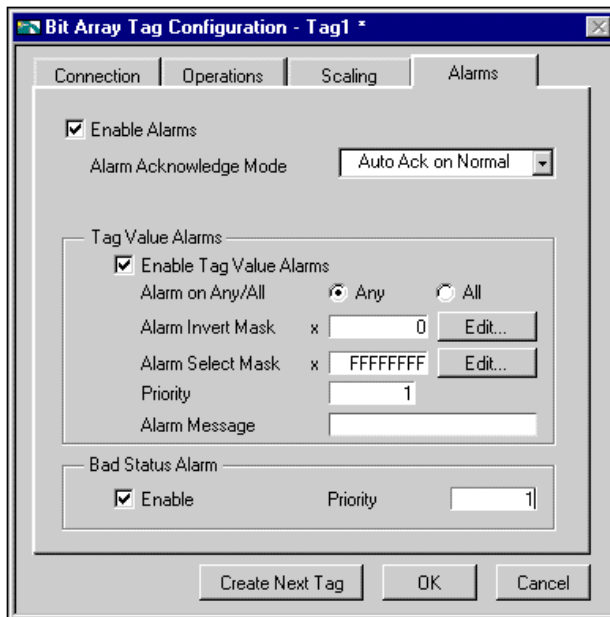 Bit Array Tag Configuration - Tag1 *
Connection Operations Scaling Alarms
Enable Alarms
Alarm Acknowledge Mode Auto Ack on Normal
Tag Value Alarms
Enable Tag Value Alarms
Alarm on Any/All Any All
Alarm Invert Mask x 0 Edit...
Alarm Select Mask x FFFFFFFF Edit...
Priority 1
Alarm Message
Bad Status Alarm
Enable Priority 1
Create Next Tag OK Cancel